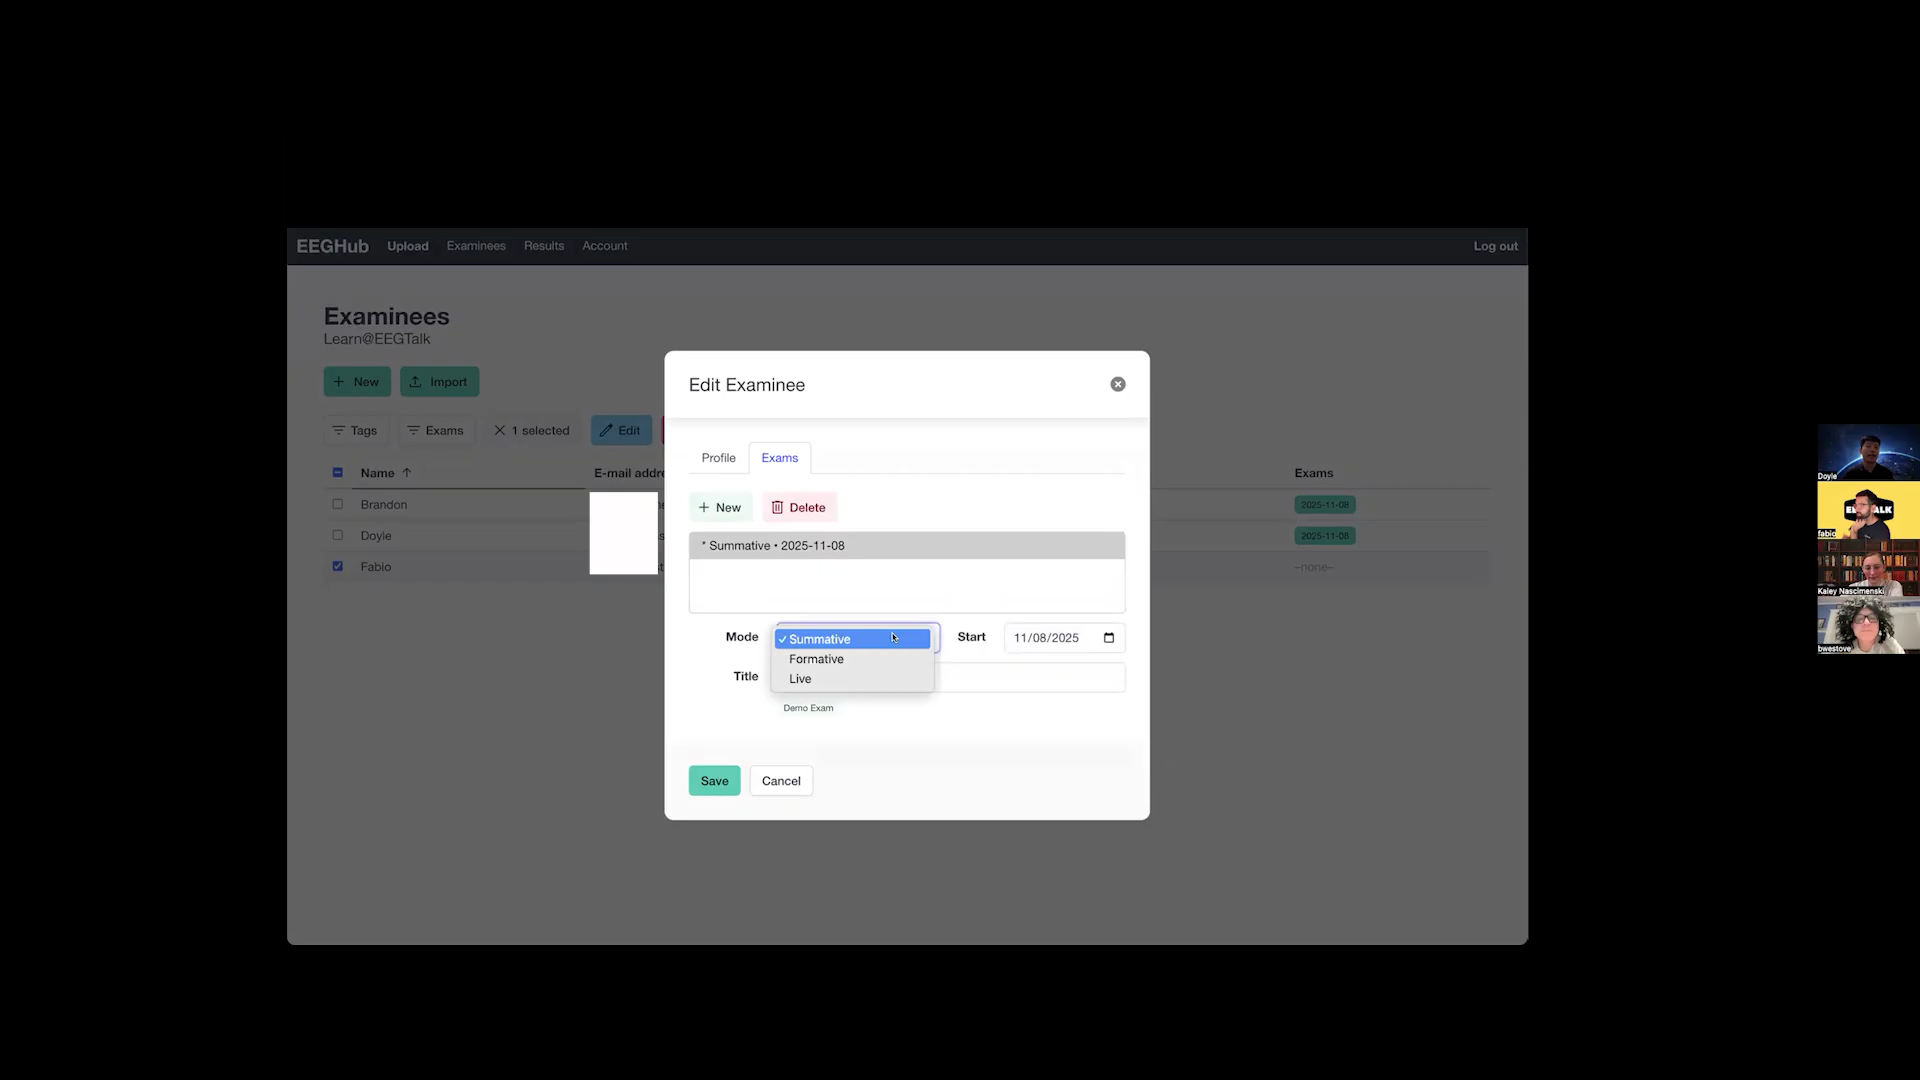 EEGHub Upload Examinees Results Account Log out
Examinees
Learn@EEGTalk
+ New Import
Tags Exams × 1 selected Edit
Name ↑ E-mail addre Exams
Brandon 2025-11-08
Doyle 2025-11-08
Fabio –none–
Edit Examinee
Profile Exams
+ New Delete
* Summative • 2025-11-08
Mode ✓ Summative Start 11/08/2025
Formative
Live
Title
Demo Exam
Save Cancel
Doyle
fabio
Kaley Nascimenski
bwestove